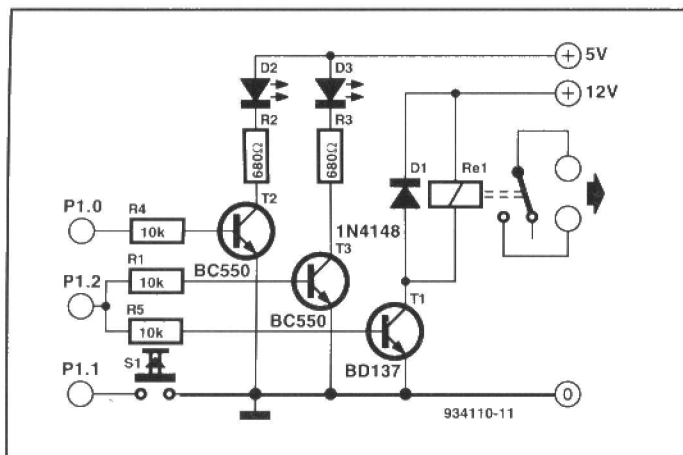 D2
D3
+ 5V
+ 12V
R2
R3
680Ω
680Ω
D1
Re1
P1.0
R4
10k
T2
1N4148
BC550
T3
R1
10k
P1.2
BC550
T1
R5
10k
BD137
P1.1
S1
0
934110-11